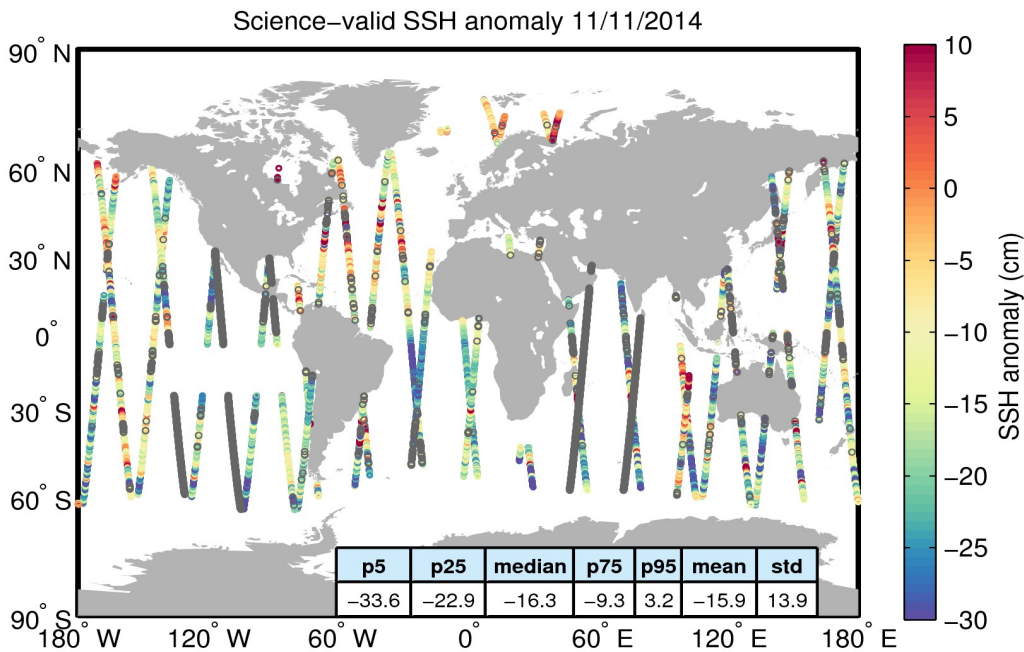 Science−valid SSH anomaly 11/11/2014
90° N
60° N
30° N
0°
30° S
60° S
90° S
180° W
120° W
60° W
0°
60° E
120° E
180° E
p5 p25 median p75 p95 mean std
−33.6 −22.9 −16.3 −9.3 3.2 −15.9 13.9
10
5
0
−5
−10
−15
−20
−25
−30
SSH anomaly (cm)